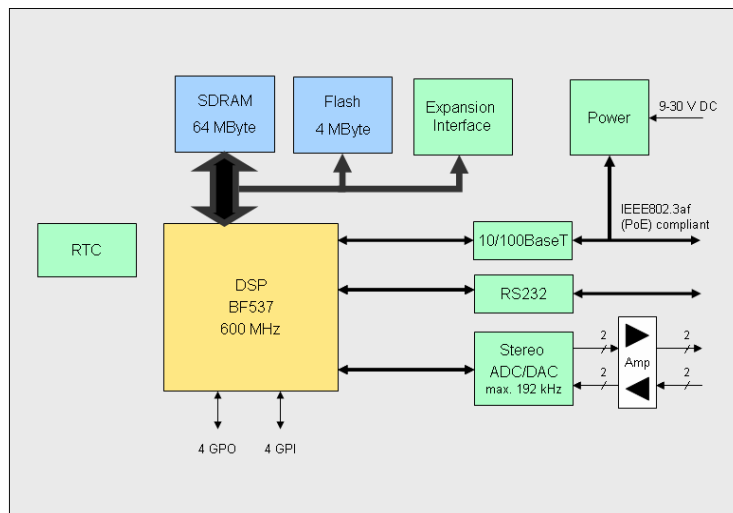 SDRAM
64 MByte
Flash
4 MByte
Expansion
Interface
Power
9-30 V DC
IEEE802.3af
(PoE) compliant
RTC
DSP
BF537
600 MHz
10/100BaseT
RS232
Stereo
ADC/DAC
max. 192 kHz
2
2
Amp
2
2
4 GPO
4 GPI